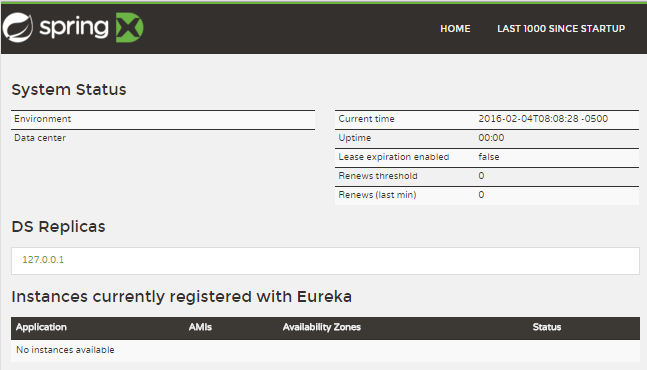 spring
HOME LAST 1000 SINCE STARTUP
System Status
Environment
Data center
Current time 2016-02-04T08:08:28 -0500
Uptime 00:00
Lease expiration enabled false
Renews threshold 0
Renews (last min) 0
DS Replicas
127.0.0.1
Instances currently registered with Eureka
Application AMIs Availability Zones Status
No instances available